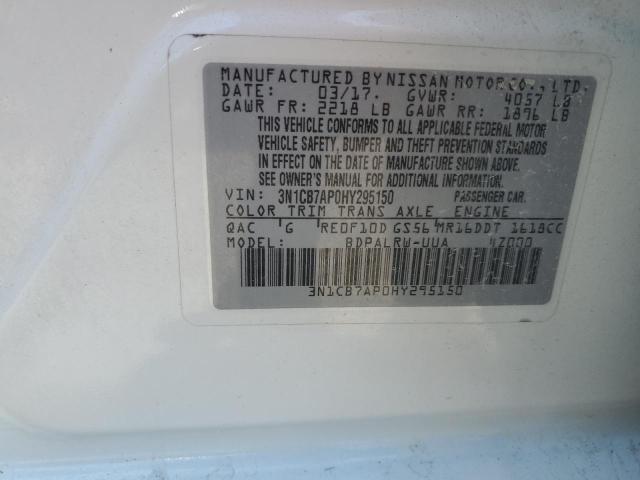 MANUFACTURED BY NISSAN MOTOR CO., LTD.
DATE: 03/17. GVWR: 4057 LB
GAWR FR: 2218 LB GAWR RR: 1896 LB
THIS VEHICLE CONFORMS TO ALL APPLICABLE FEDERAL MOTOR
VEHICLE SAFETY, BUMPER AND THEFT PREVENTION STANDARDS
IN EFFECT ON THE DATE OF MANUFACTURE SHOWN ABOVE.
SEE OWNER'S MANUAL FOR ADDITIONAL INFORMATION.
VIN: 3N1CB7AP0HY295150 PASSENGER CAR.
COLOR TRIM TRANS AXLE ENGINE
QAC G RE0F10D GS56 MR16DDT 1618CC
BDPALRW-UUA 4Z000
3N1CB7AP0HY295150